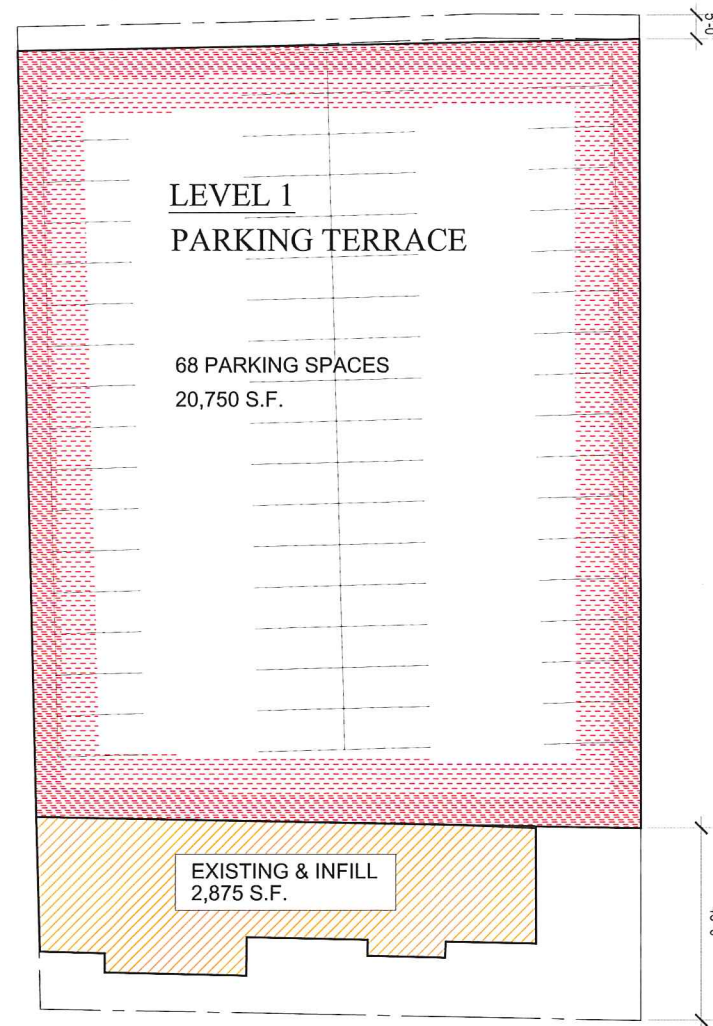 LEVEL 1
PARKING TERRACE
68 PARKING SPACES
20,750 S.F.
EXISTING & INFILL
2,875 S.F.